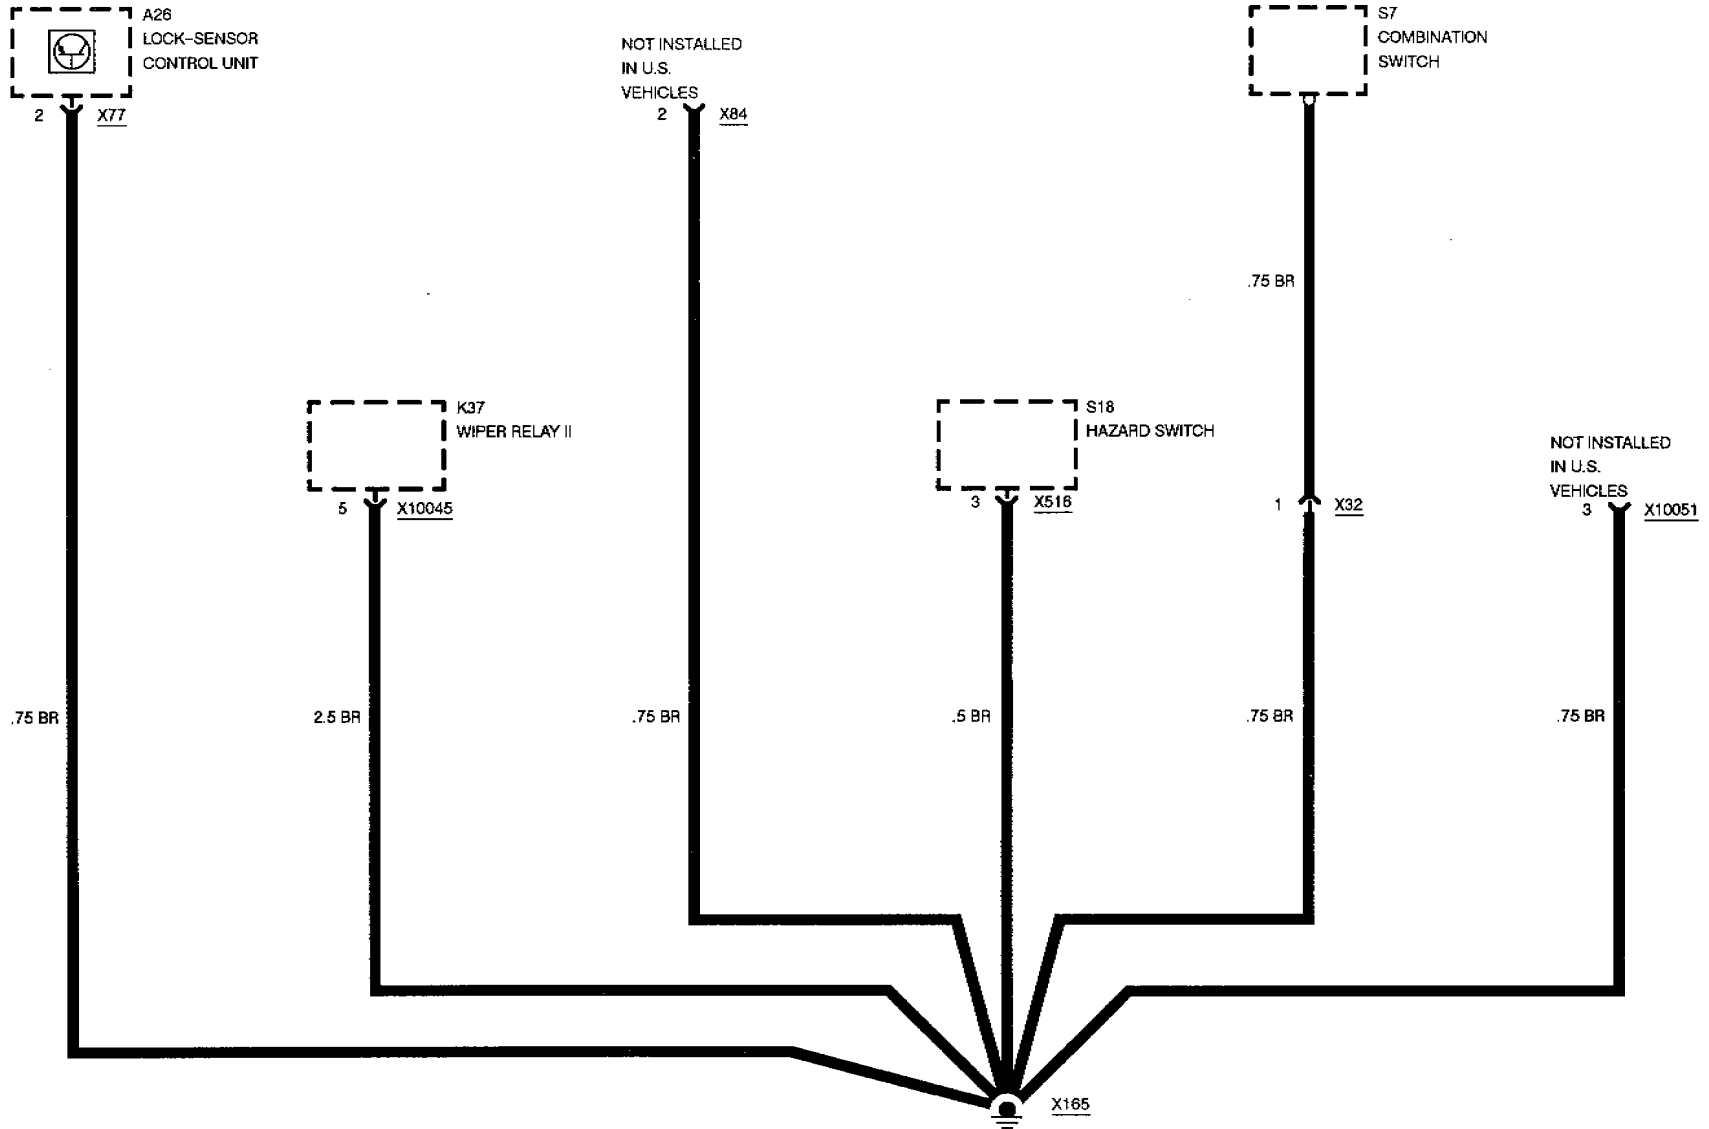 A26
LOCK-SENSOR
CONTROL UNIT
2
X77
NOT INSTALLED
IN U.S.
VEHICLES
2
X84
S7
COMBINATION
SWITCH
.75 BR
K37
WIPER RELAY II
5
X10045
S18
HAZARD SWITCH
3
X516
1
X32
NOT INSTALLED
IN U.S.
VEHICLES
3
X10051
.75 BR
2.5 BR
.75 BR
.5 BR
.75 BR
.75 BR
X165